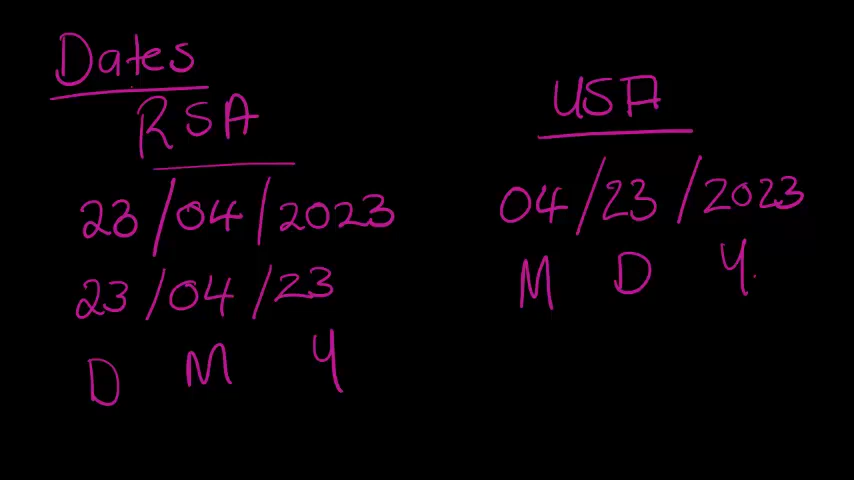 Dates
RSA
23/04/2023
23/04/23
D M Y
USA
04/23/2023
M D Y